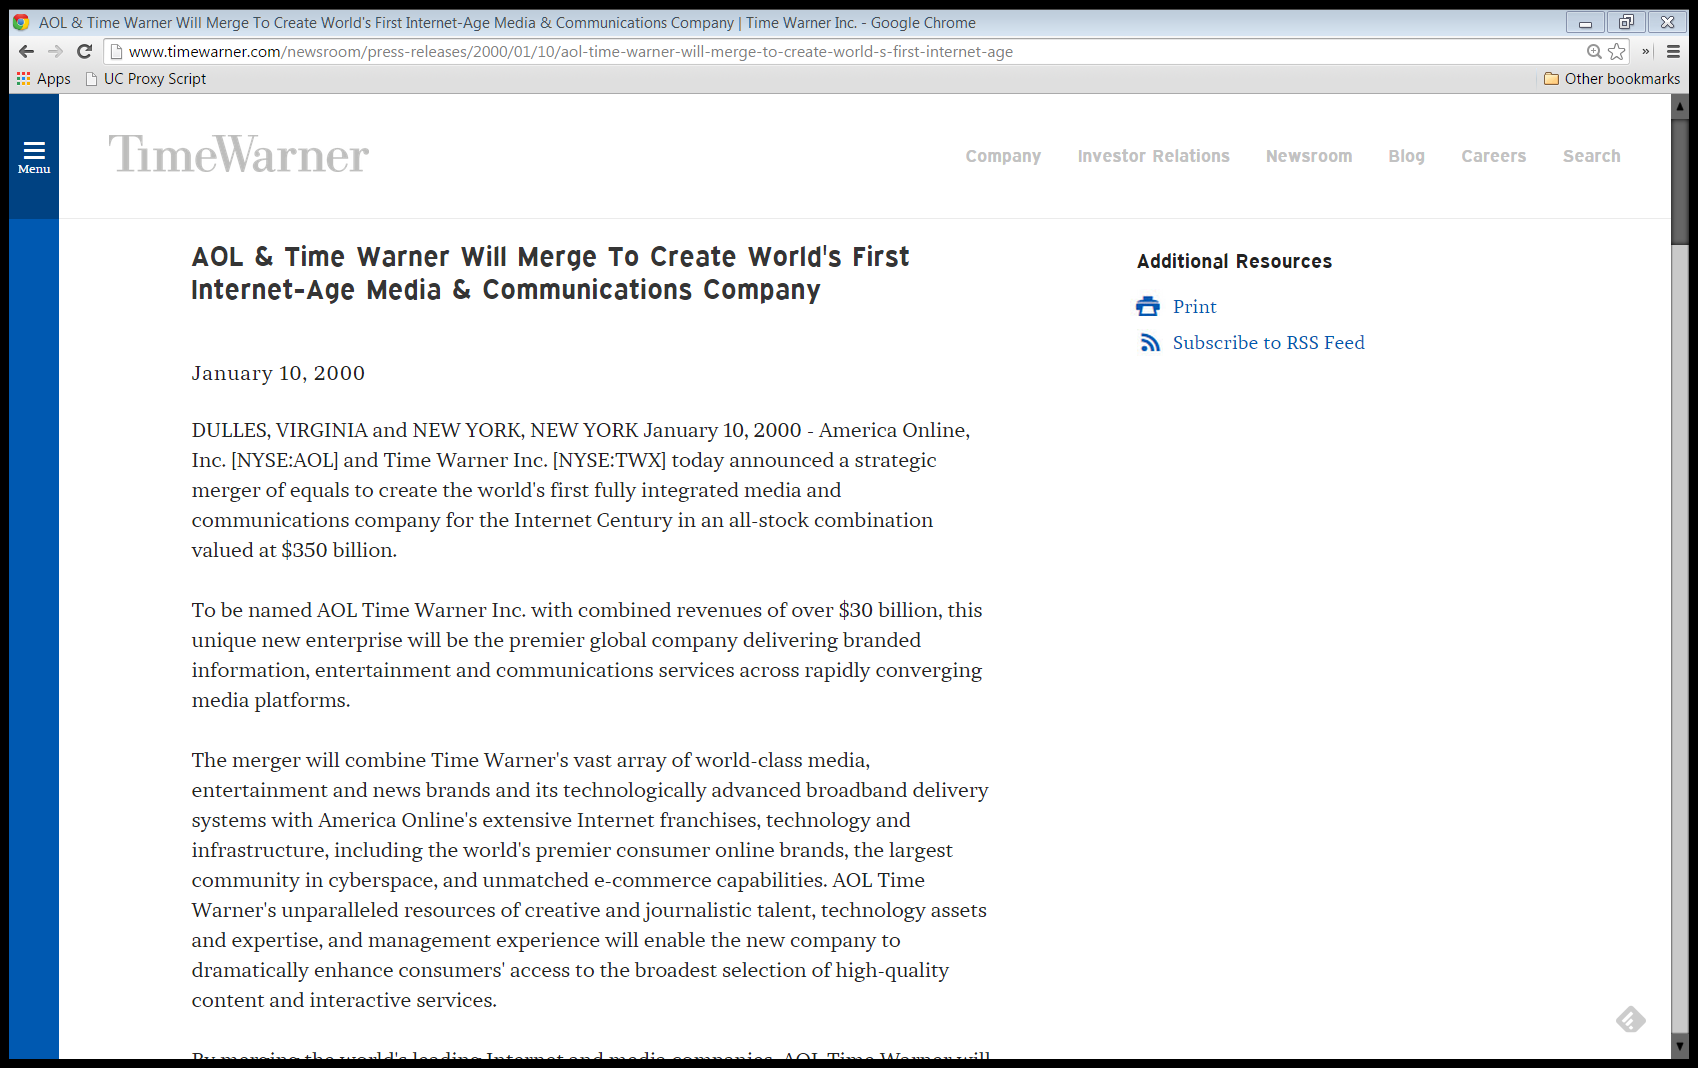 AOL & Time Warner Will Merge To Create World's First Internet-Age Media & Communications Company | Time Warner Inc. - Google Chrome
www.timewarner.com/newsroom/press-releases/2000/01/10/aol-time-warner-will-merge-to-create-world-s-first-internet-age
Apps UC Proxy Script Other bookmarks
Menu
TimeWarner
Company Investor Relations Newsroom Blog Careers Search
AOL & Time Warner Will Merge To Create World's First
Internet-Age Media & Communications Company
January 10, 2000
DULLES, VIRGINIA and NEW YORK, NEW YORK January 10, 2000 - America Online,
Inc. [NYSE:AOL] and Time Warner Inc. [NYSE:TWX] today announced a strategic
merger of equals to create the world's first fully integrated media and
communications company for the Internet Century in an all-stock combination
valued at $350 billion.
To be named AOL Time Warner Inc. with combined revenues of over $30 billion, this
unique new enterprise will be the premier global company delivering branded
information, entertainment and communications services across rapidly converging
media platforms.
The merger will combine Time Warner's vast array of world-class media,
entertainment and news brands and its technologically advanced broadband delivery
systems with America Online's extensive Internet franchises, technology and
infrastructure, including the world's premier consumer online brands, the largest
community in cyberspace, and unmatched e-commerce capabilities. AOL Time
Warner's unparalleled resources of creative and journalistic talent, technology assets
and expertise, and management experience will enable the new company to
dramatically enhance consumers' access to the broadest selection of high-quality
content and interactive services.
By merging the world's leading Internet and media companies, AOL Time Warner will
Additional Resources
Print
Subscribe to RSS Feed